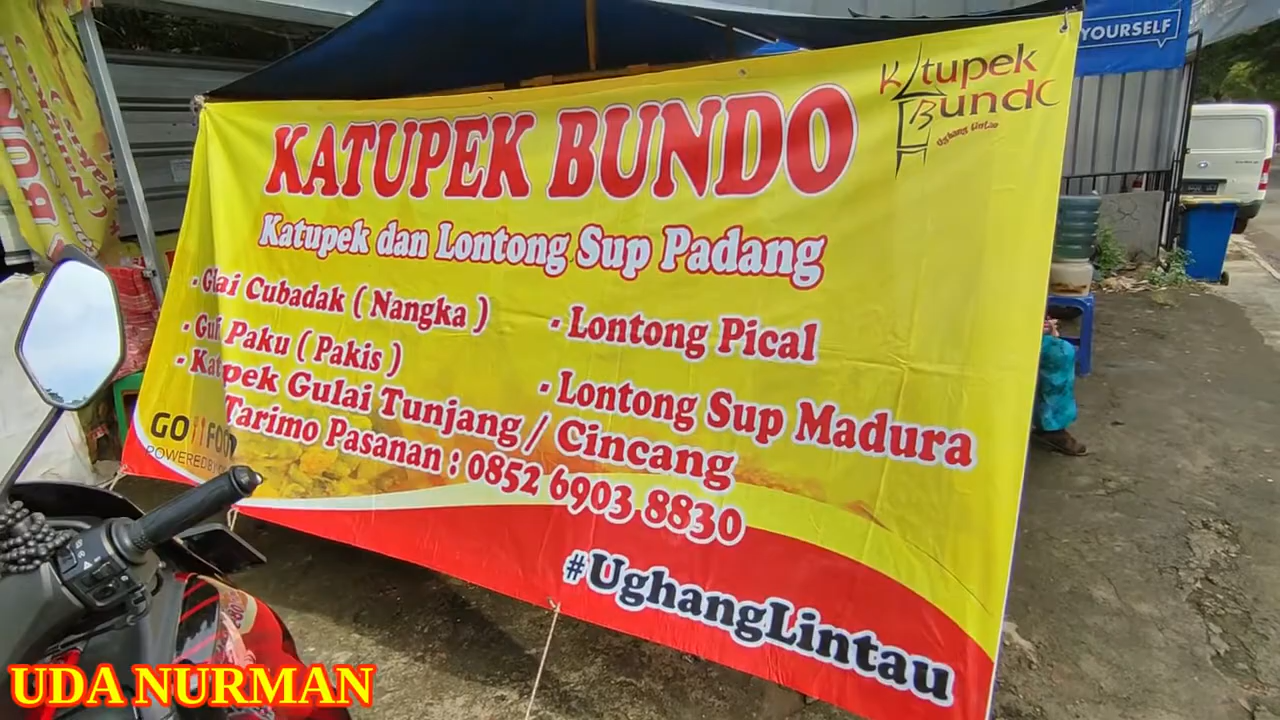 YOURSELF
Katupek
Bundo
Ughang Lintau
KATUPEK BUNDO
Katupek dan Lontong Sup Padang
- Gulai Cubadak ( Nangka )
- Gulai Paku ( Pakis )
- Katupek Gulai Tunjang / Cincang
- Lontong Pical
- Lontong Sup Madura
Tarimo Pasanan : 0852 6903 8830
GO FOOD
POWERED BY
#UghangLintau
UDA NURMAN